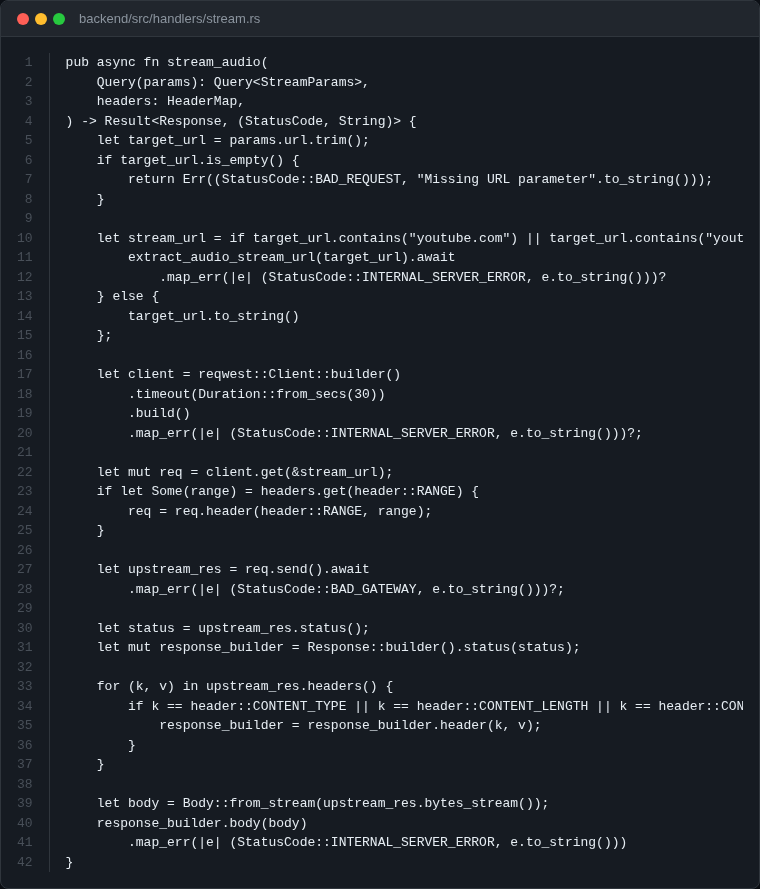 backend/src/handlers/stream.rs
1 pub async fn stream_audio(
2     Query(params): Query<StreamParams>,
3     headers: HeaderMap,
4 ) -> Result<Response, (StatusCode, String)> {
5     let target_url = params.url.trim();
6     if target_url.is_empty() {
7         return Err((StatusCode::BAD_REQUEST, "Missing URL parameter".to_string()));
8     }
9
10     let stream_url = if target_url.contains("youtube.com") || target_url.contains("yout
11         extract_audio_stream_url(target_url).await
12             .map_err(|e| (StatusCode::INTERNAL_SERVER_ERROR, e.to_string()))?
13     } else {
14         target_url.to_string()
15     };
16
17     let client = reqwest::Client::builder()
18         .timeout(Duration::from_secs(30))
19         .build()
20         .map_err(|e| (StatusCode::INTERNAL_SERVER_ERROR, e.to_string()))?;
21
22     let mut req = client.get(&stream_url);
23     if let Some(range) = headers.get(header::RANGE) {
24         req = req.header(header::RANGE, range);
25     }
26
27     let upstream_res = req.send().await
28         .map_err(|e| (StatusCode::BAD_GATEWAY, e.to_string()))?;
29
30     let status = upstream_res.status();
31     let mut response_builder = Response::builder().status(status);
32
33     for (k, v) in upstream_res.headers() {
34         if k == header::CONTENT_TYPE || k == header::CONTENT_LENGTH || k == header::CON
35             response_builder = response_builder.header(k, v);
36         }
37     }
38
39     let body = Body::from_stream(upstream_res.bytes_stream());
40     response_builder.body(body)
41         .map_err(|e| (StatusCode::INTERNAL_SERVER_ERROR, e.to_string()))
42 }